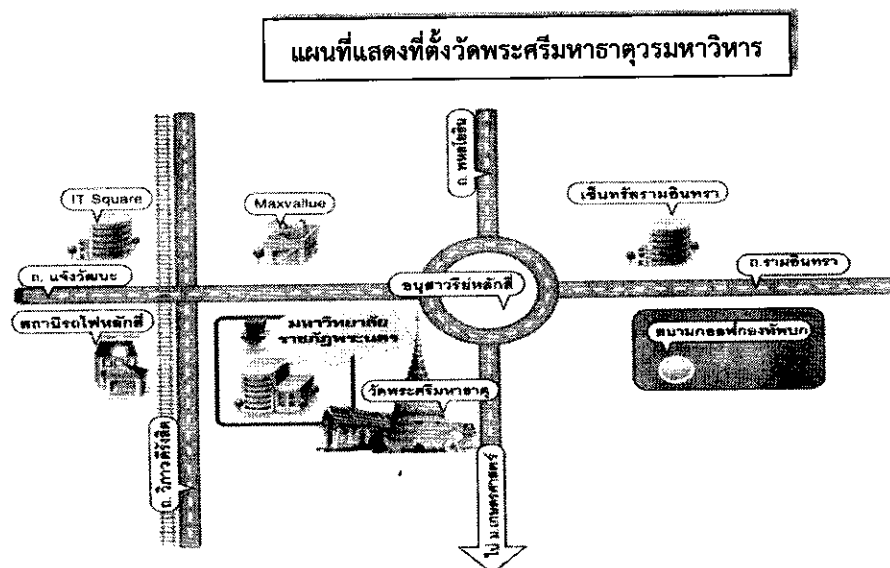 แผนที่แสดงที่ตั้งวัดพระศรีมหาธาตุวรมหาวิหาร
ถ. พหลโยธิน
IT Square
Maxvallue
เซ็นทรัลรามอินทรา
ถ. แจ้งวัฒนะ
อนุสาวรีย์หลักสี่
ถ.รามอินทรา
สถานีรถไฟหลักสี่
มหาวิทยาลัย
ราชภัฏพระนคร
สนามกอล์ฟกองทัพบก
วัดพระศรีมหาธาตุ
ถ. วิภาวดีรังสิต
ไป ม.เกษตรศาสตร์